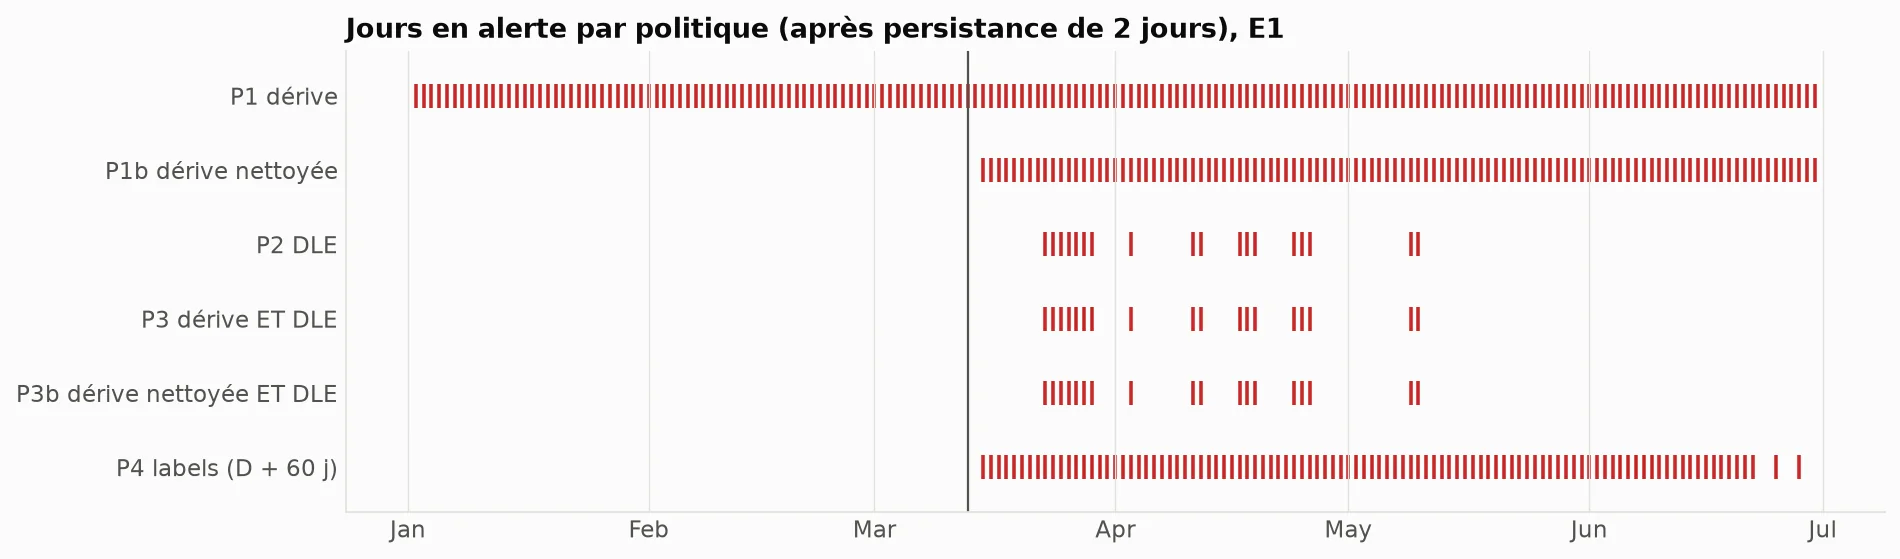 Jours en alerte par politique (après persistance de 2 jours), E1
P1 dérive
P1b dérive nettoyée
P2 DLE
P3 dérive ET DLE
P3b dérive nettoyée ET DLE
P4 labels (D + 60 j)
Jan Feb Mar Apr May Jun Jul